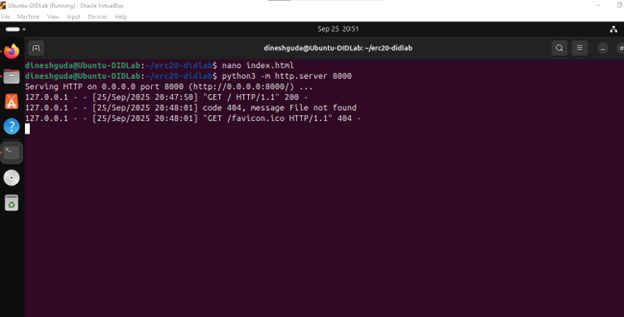 Ubuntu-DIDLab [Running] - Oracle VirtualBox
File Machine View Input Devices Help
Sep 25 20:51
dineshguda@Ubuntu-DIDLab: ~/erc20-didlab
dineshguda@Ubuntu-DIDLab:~/erc20-didlab$ nano index.html
dineshguda@Ubuntu-DIDLab:~/erc20-didlab$ python3 -m http.server 8000
Serving HTTP on 0.0.0.0 port 8000 (http://0.0.0.0:8000/) ...
127.0.0.1 - - [25/Sep/2025 20:47:50] "GET / HTTP/1.1" 200 -
127.0.0.1 - - [25/Sep/2025 20:48:01] code 404, message File not found
127.0.0.1 - - [25/Sep/2025 20:48:01] "GET /favicon.ico HTTP/1.1" 404 -